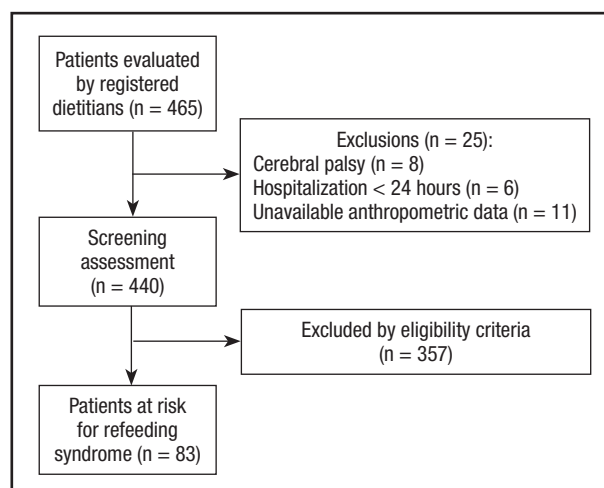 Patients evaluated
by registered
dietitians (n = 465)
Exclusions (n = 25):
Cerebral palsy (n = 8)
Hospitalization < 24 hours (n = 6)
Unavailable anthropometric data (n = 11)
Screening
assessment
(n = 440)
Excluded by eligibility criteria
(n = 357)
Patients at risk
for refeeding
syndrome (n = 83)